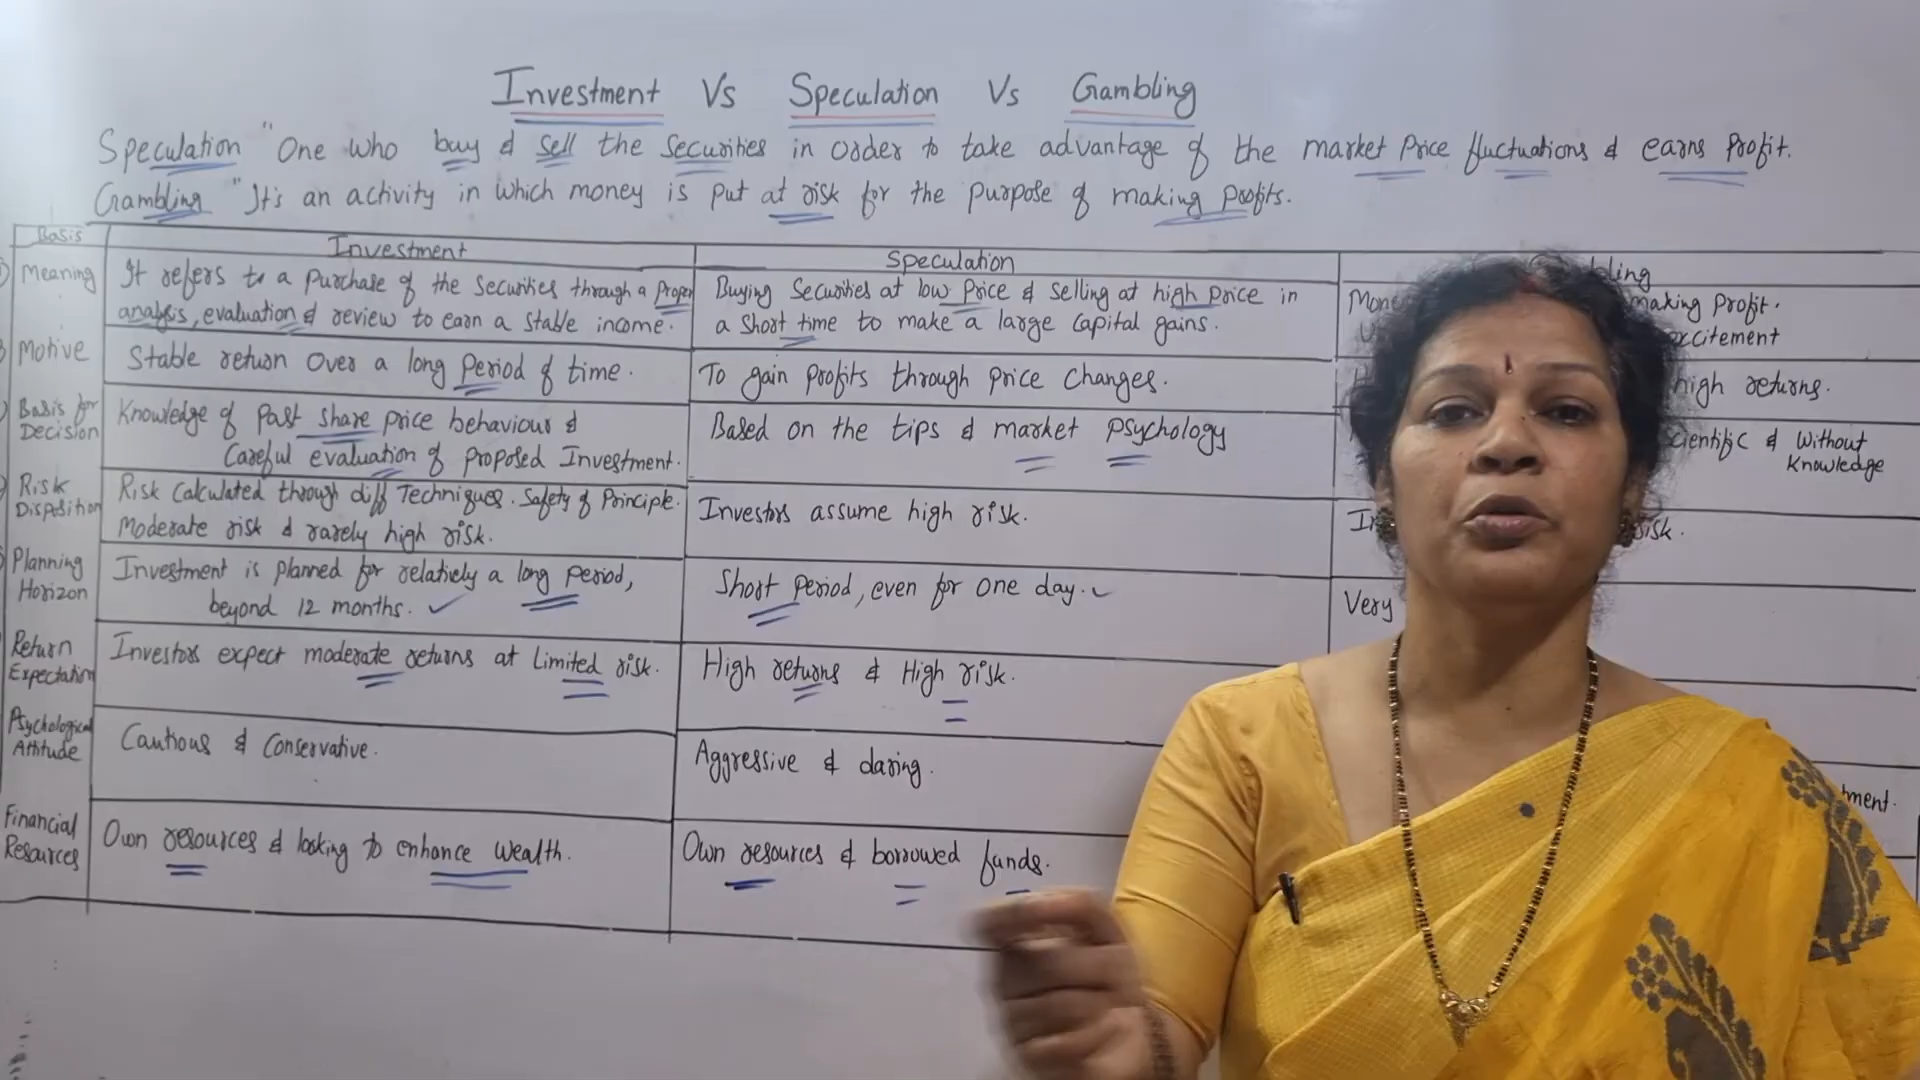 Investment Vs Speculation Vs Gambling
Speculation "One who buy & sell the securities in order to take advantage of the market price fluctuations & earns profit.
Gambling "It's an activity in which money is put at risk for the purpose of making profits.
Basis
Investment
Speculation
Meaning
It refers to a purchase of the securities through a proper
analysis, evaluation & review to earn a stable income.
Buying securities at low price & selling at high price in
a short time to make a large capital gains.
making profit.
Motive
Stable return over a long period of time.
To gain profits through price changes.
high returns.
Basis for
Decision
Knowledge of past share price behaviour &
Careful evaluation of proposed Investment.
Based on the tips & market psychology
& without
knowledge
Risk
Disposition
Risk calculated through diff Techniques. Safety of Principle.
Moderate risk & rarely high risk.
Investors assume high risk.
risk.
Planning
Horizon
Investment is planned for relatively a long period,
beyond 12 months.
Short period, even for one day.
Very
Return
Expectation
Investors expect moderate returns at limited risk.
High returns & High risk.
Psychological
Attitude
Cautious & conservative.
Aggressive & daring.
Financial
Resources
Own resources & looking to enhance wealth.
Own resources & borrowed funds.